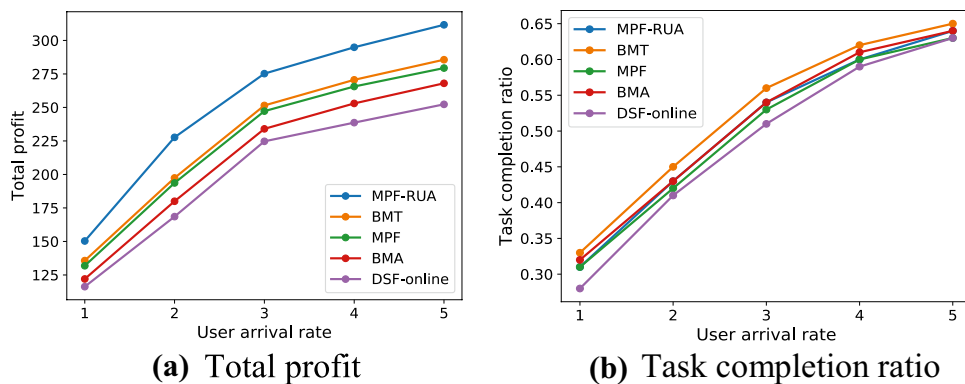 300
275
250
225
200
175
150
125
Total profit
MPF-RUA
BMT
MPF
BMA
DSF-online
1 2 3 4 5
User arrival rate
(a) Total profit
0.65
0.60
0.55
0.50
0.45
0.40
0.35
0.30
Task completion ratio
MPF-RUA
BMT
MPF
BMA
DSF-online
1 2 3 4 5
User arrival rate
(b) Task completion ratio